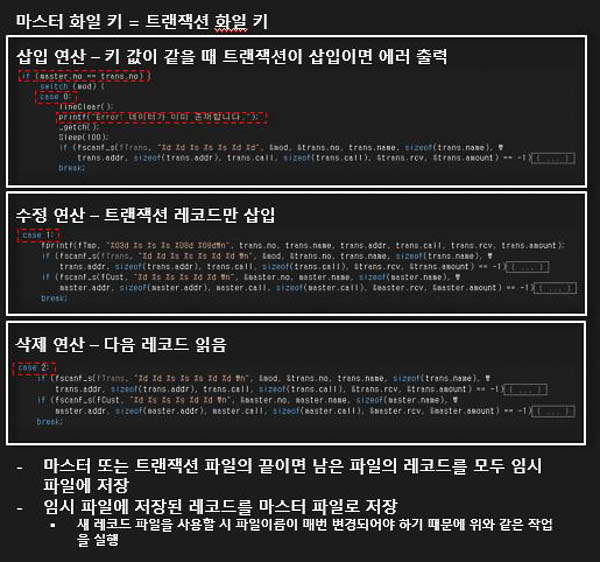 마스터 화일 키 = 트랜잭션 화일 키
삽입 연산 – 키 값이 같을 때 트랜잭션이 삽입이면 에러 출력
if (master.no == trans.no) {
switch (mod) {
case 0:
lineClear();
printf("Error: 데이터가 이미 존재합니다.");
_getch();
Sleep(100);
if (fscanf_s(fTrans, "%d %d %s %s %s %d %d", &mod, &trans.no, trans.name, sizeof(trans.name), ₩
trans.addr, sizeof(trans.addr), trans.call, sizeof(trans.call), &trans.rcv, &trans.amount) == -1) { ... }
break;
수정 연산 – 트랜잭션 레코드만 삽입
case 1:
fprintf(fTmp, "%03d %s %s %s %08d %08d₩n", trans.no, trans.name, trans.addr, trans.call, trans.rcv, trans.amount);
if (fscanf_s(fTrans, "%d %d %s %s %s %d %d ₩n", &mod, &trans.no, trans.name, sizeof(trans.name), ₩
trans.addr, sizeof(trans.addr), trans.call, sizeof(trans.call), &trans.rcv, &trans.amount) == -1) { ... }
if (fscanf_s(fCust, "%d %s %s %s %d %d ₩n", &master.no, master.name, sizeof(master.name), ₩
master.addr, sizeof(master.addr), master.call, sizeof(master.call), &master.rcv, &master.amount) == -1) { ... }
break;
삭제 연산 – 다음 레코드 읽음
case 2:
if (fscanf_s(fTrans, "%d %d %s %s %s %d %d ₩n", &mod, &trans.no, trans.name, sizeof(trans.name), ₩
trans.addr, sizeof(trans.addr), trans.call, sizeof(trans.call), &trans.rcv, &trans.amount) == -1) { ... }
if (fscanf_s(fCust, "%d %s %s %s %d %d ₩n", &master.no, master.name, sizeof(master.name), ₩
master.addr, sizeof(master.addr), master.call, sizeof(master.call), &master.rcv, &master.amount) == -1) { ... }
break;
- 마스터 또는 트랜잭션 파일의 끝이면 남은 파일의 레코드를 모두 임시
파일에 저장
- 임시 파일에 저장된 레코드를 마스터 파일로 저장
▪ 새 레코드 파일을 사용할 시 파일이름이 매번 변경되어야 하기 때문에 위와 같은 작업
을 실행